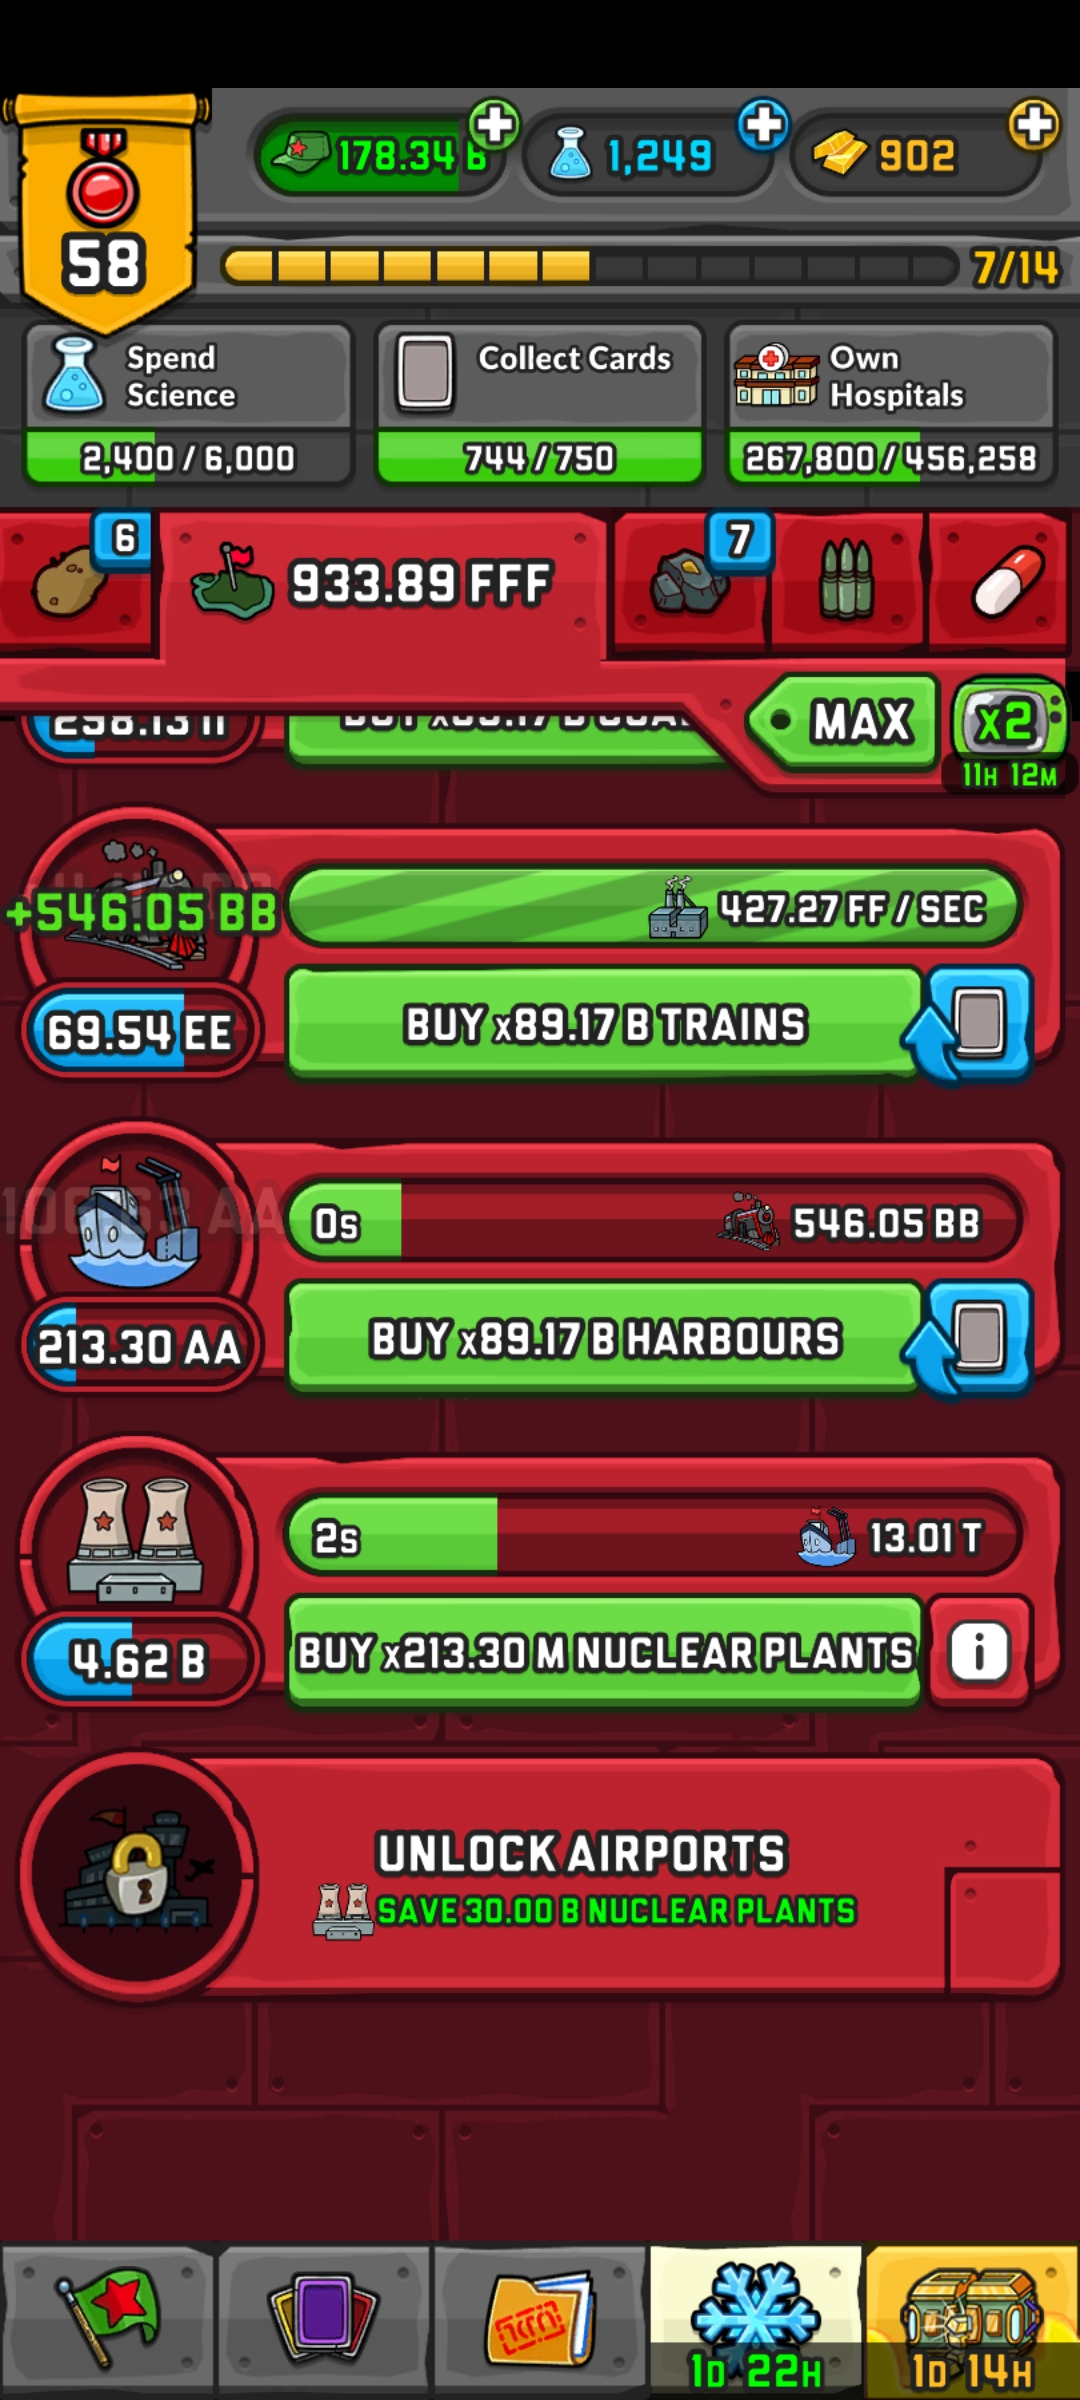 58
178.34 B
1,249
902
7/14
Spend
Science
2,400 / 6,000
Collect Cards
744 / 750
Own
Hospitals
267,800 / 456,258
6
933.89 FFF
7
MAX
x2
11H 12M
+546.05 BB
427.27 FF / SEC
69.54 EE
BUY x89.17 B TRAINS
0s
546.05 BB
213.30 AA
BUY x89.17 B HARBOURS
2s
13.01 T
4.62 B
BUY x213.30 M NUCLEAR PLANTS
i
UNLOCK AIRPORTS
SAVE 30.00 B NUCLEAR PLANTS
1D 22H
1D 14H